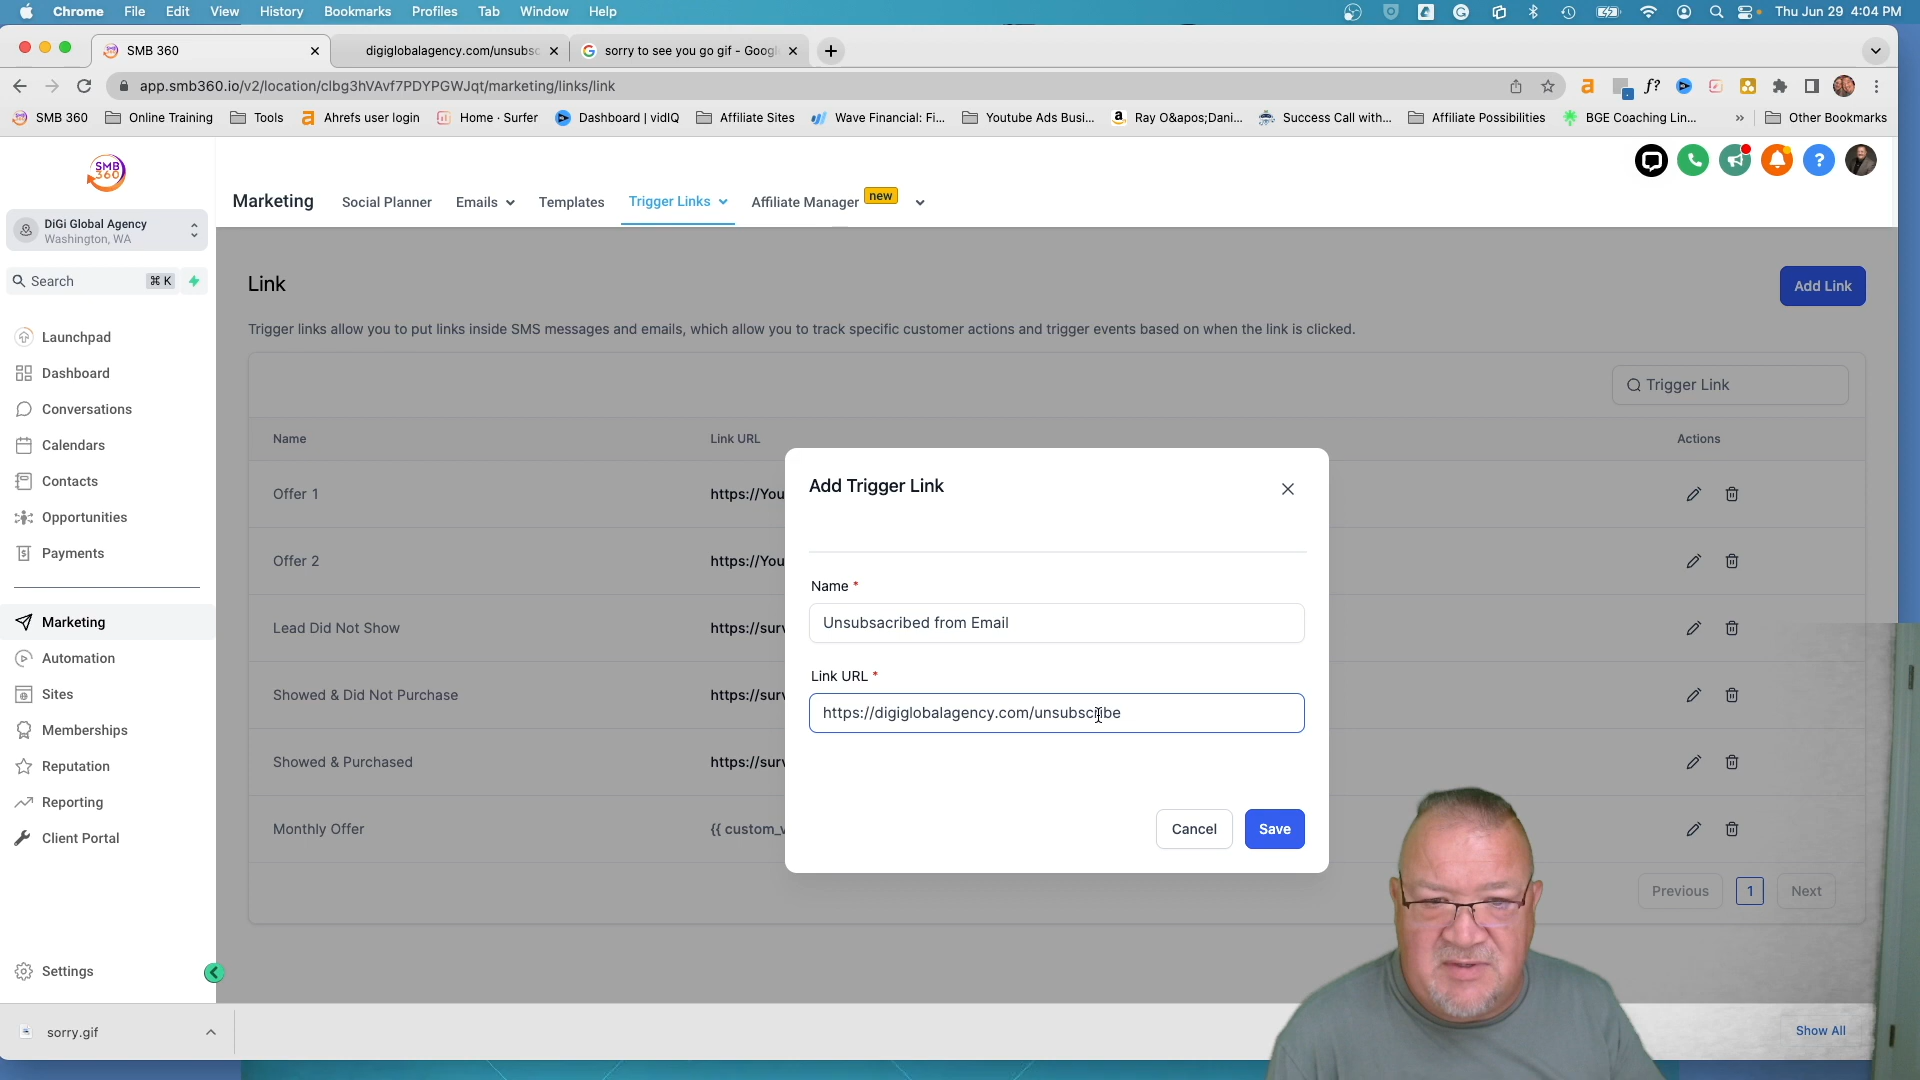 Chrome File Edit View History Bookmarks Profiles Tab Window Help
Thu Jun 29 4:04 PM
SMB 360
digiglobalagency.com/unsubsc
sorry to see you go gif - Googl
app.smb360.io/v2/location/clbg3hVAvf7PDYPGWJqt/marketing/links/link
SMB 360 Online Training Tools Ahrefs user login Home · Surfer Dashboard | vidIQ Affiliate Sites Wave Financial: Fi... Youtube Ads Busi... Ray O&apos;Dani... Success Call with... Affiliate Possibilities BGE Coaching Lin... » Other Bookmarks
SMB
360
DiGi Global Agency
Washington, WA
Search ⌘ K
Launchpad
Dashboard
Conversations
Calendars
Contacts
Opportunities
Payments
Marketing
Automation
Sites
Memberships
Reputation
Reporting
Client Portal
Settings
Marketing Social Planner Emails Templates Trigger Links Affiliate Manager new
Link
Add Link
Trigger links allow you to put links inside SMS messages and emails, which allow you to track specific customer actions and trigger events based on when the link is clicked.
Trigger Link
Name Link URL Actions
Offer 1 https://You
Offer 2 https://You
Lead Did Not Show https://surv
Showed & Did Not Purchase https://surv
Showed & Purchased https://surv
Monthly Offer {{ custom_v
Previous 1 Next
Add Trigger Link
Name *
Unsubsacribed from Email
Link URL *
https://digiglobalagency.com/unsubscribe
Cancel Save
sorry.gif
Show All